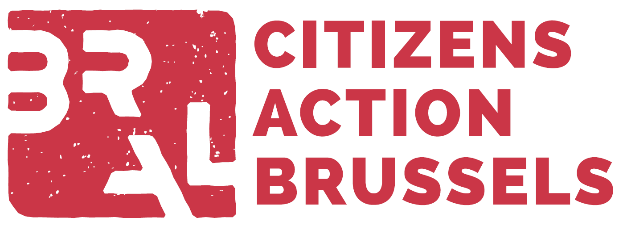 BR
AL
CITIZENS
ACTION
BRUSSELS